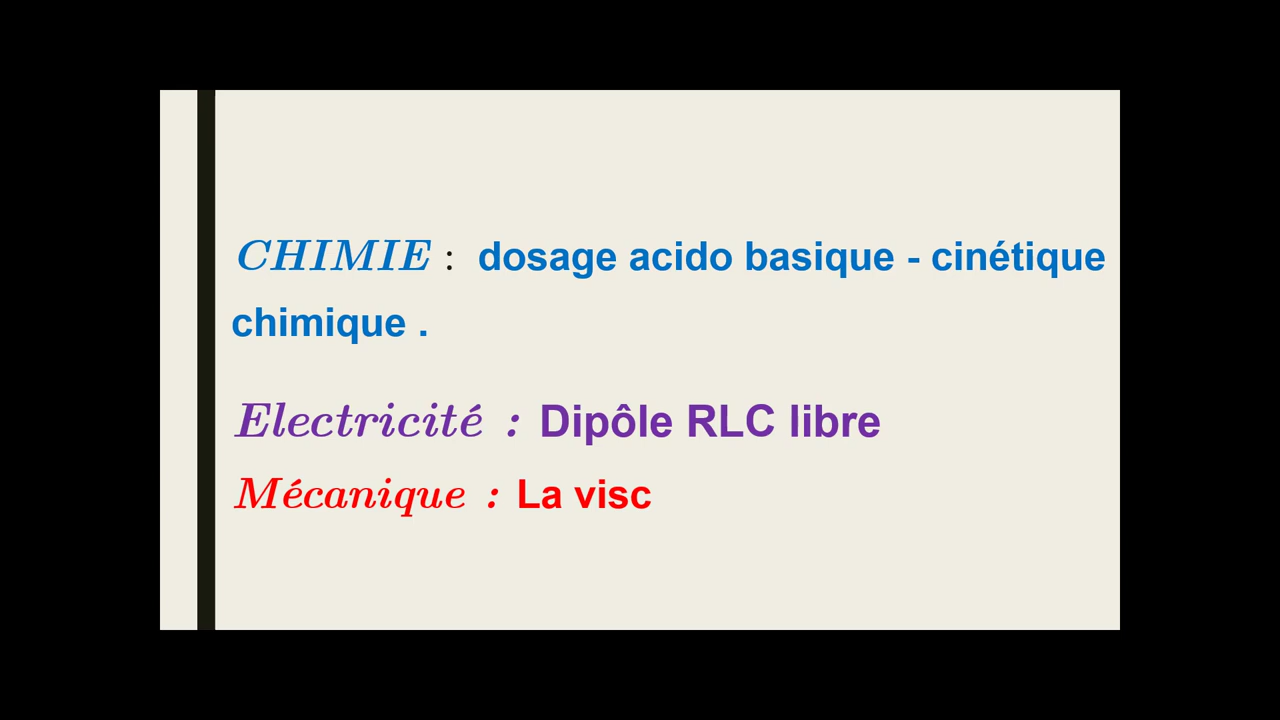 CHIMIE : dosage acido basique - cinétique
chimique .
Electricité : Dipôle RLC libre
Mécanique : La visc